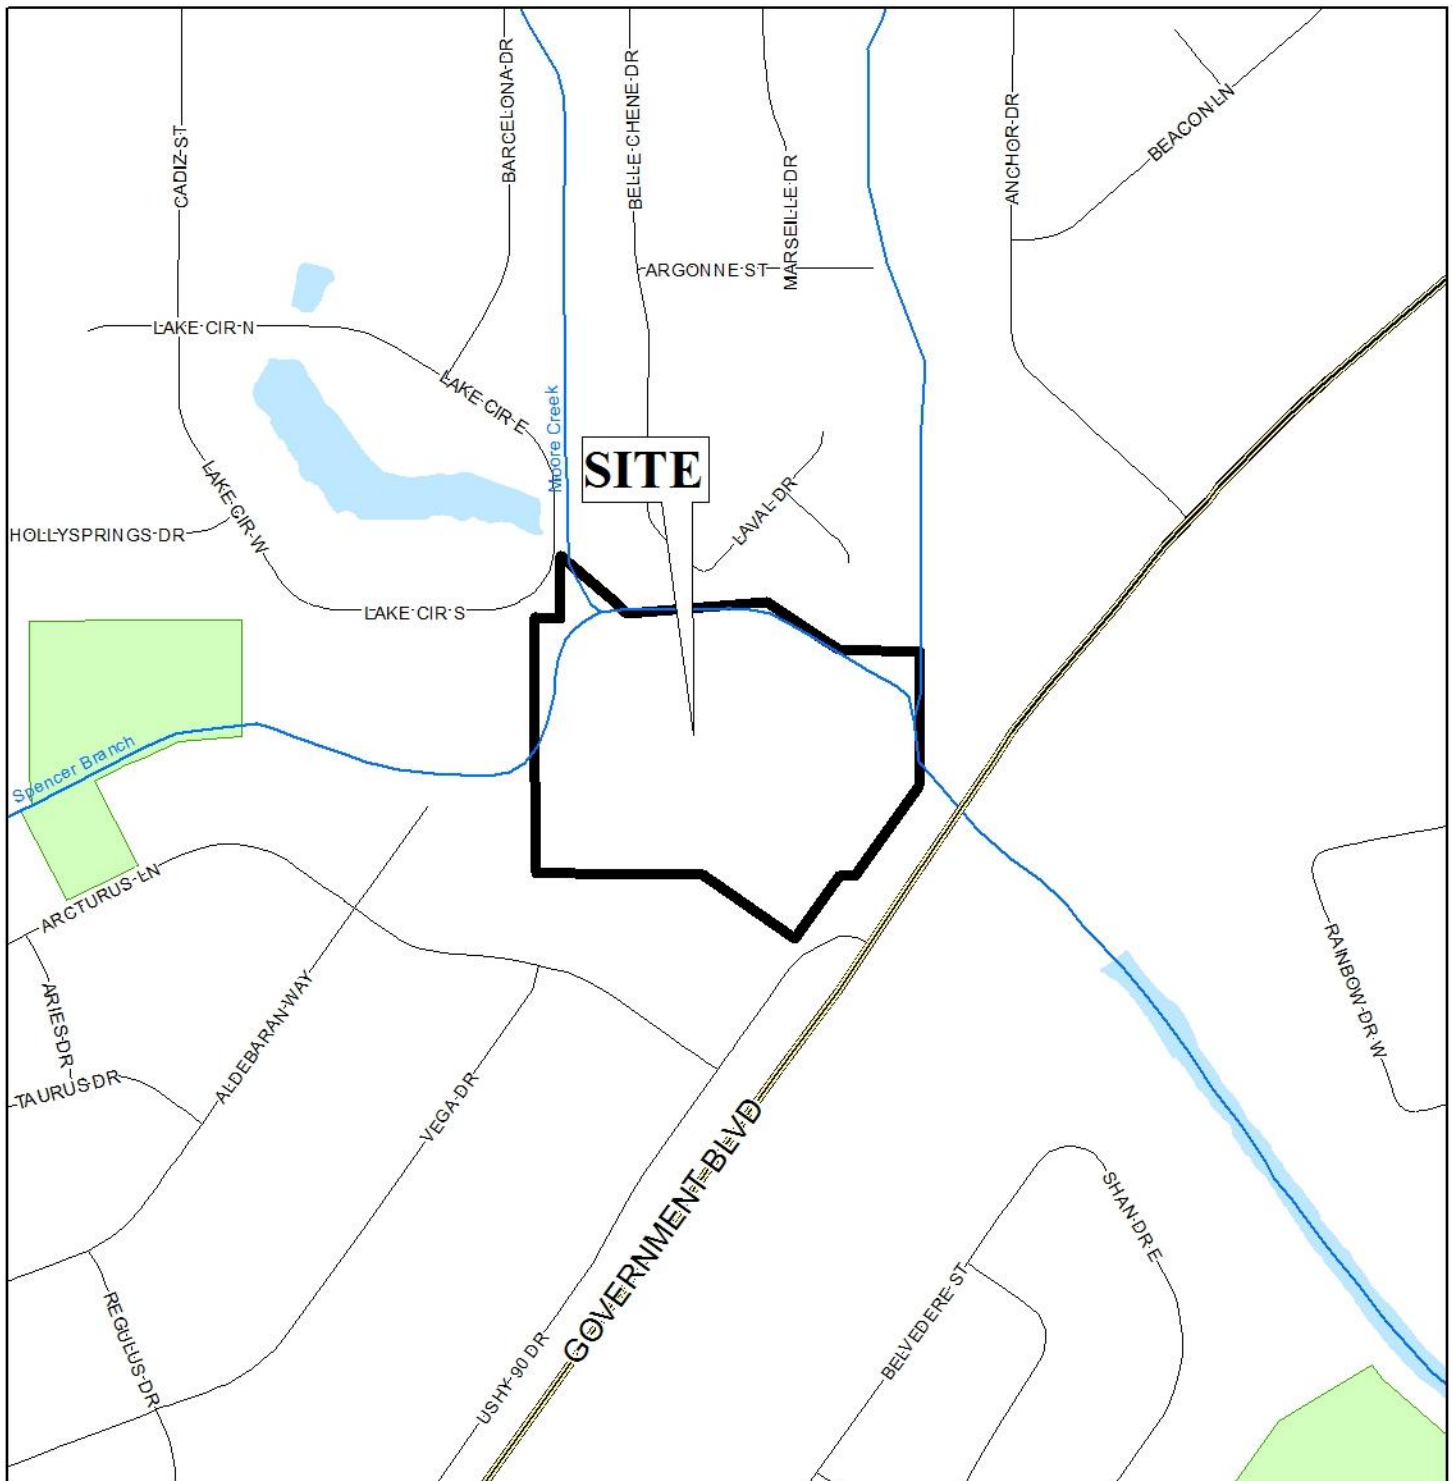 CADIZ ST
BARCELONA DR
BELLE CHENE DR
MARSEILLE DR
ANCHOR DR
BEACON LN
ARGONNE ST
LAKE CIR N
LAKE CIR E
Moore Creek
SITE
LAVAL DR
LAKE CIR W
HOLLYSPRINGS DR
LAKE CIR S
Spencer Branch
ARCTURUS LN
ARIES DR
TAURUS DR
ALDEBARAN WAY
VEGA DR
RAINBOW DR W
GOVERNMENT BLVD
SHAN DR E
BELVEDERE ST
REGULUS DR
USHY 90 DR